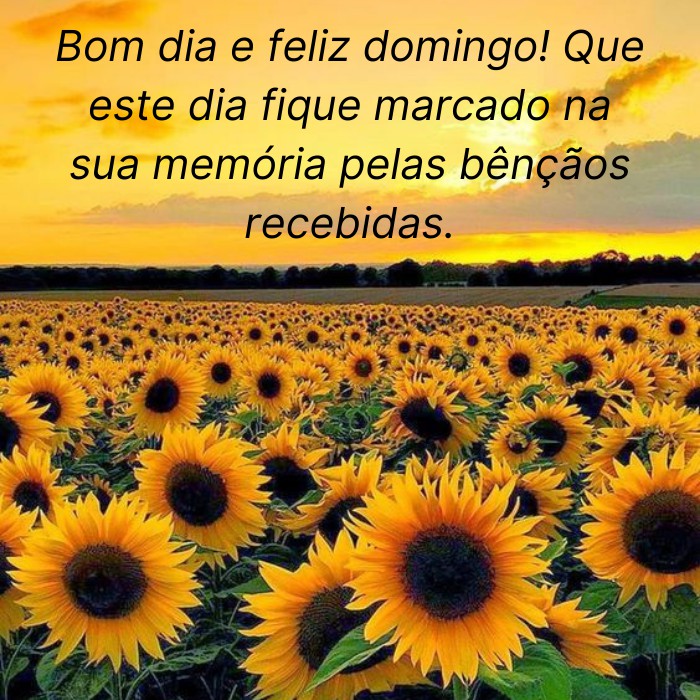 Bom dia e feliz domingo! Que
este dia fique marcado na
sua memória pelas bênçãos
recebidas.